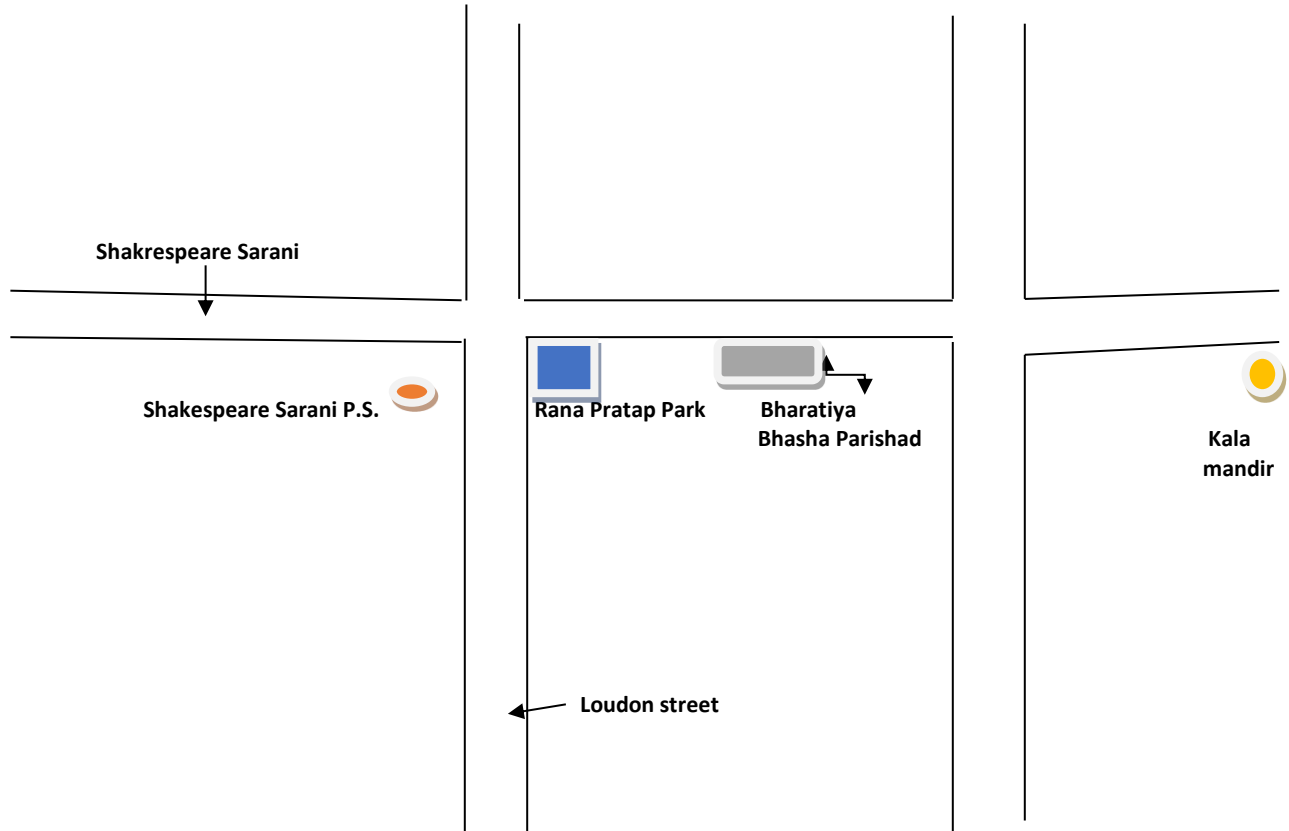 Shakrespeare Sarani
Shakespeare Sarani P.S.
Rana Pratap Park
Bharatiya
Bhasha Parishad
Kala
mandir
Loudon street